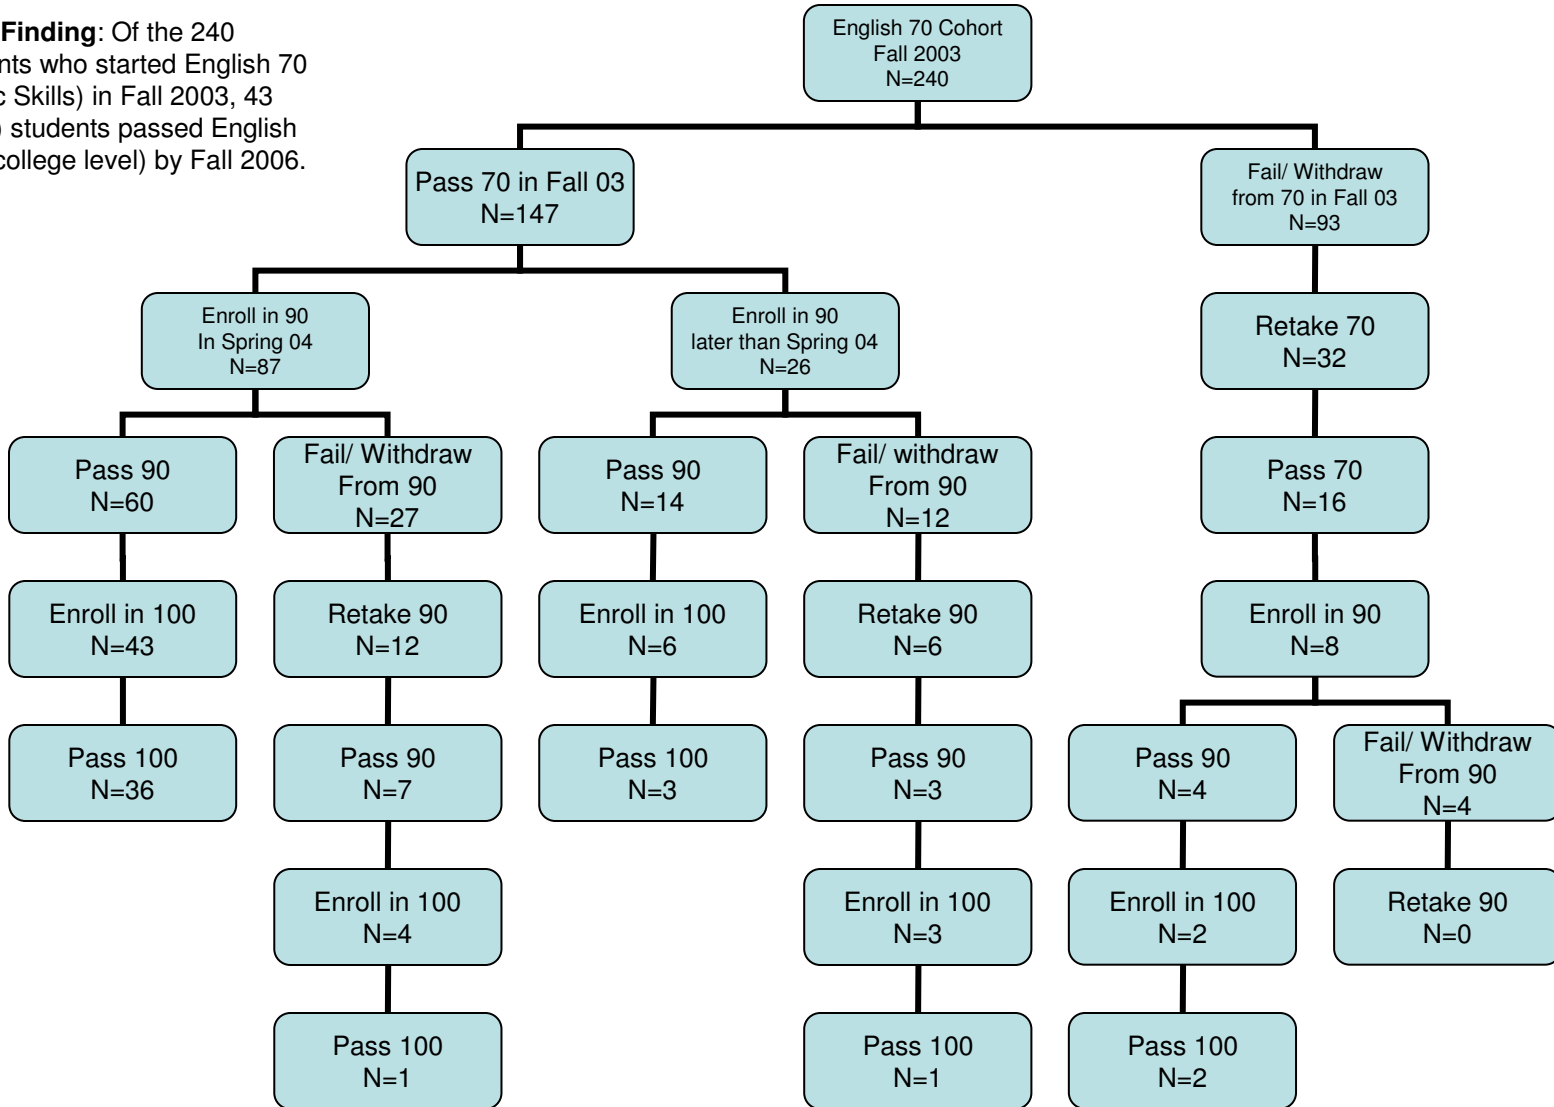 Finding: Of the 240
nts who started English 70
c Skills) in Fall 2003, 43
) students passed English
college level) by Fall 2006.
English 70 Cohort
Fall 2003
N=240
Pass 70 in Fall 03
N=147
Fail/ Withdraw
from 70 in Fall 03
N=93
Enroll in 90
In Spring 04
N=87
Enroll in 90
later than Spring 04
N=26
Retake 70
N=32
Pass 90
N=60
Fail/ Withdraw
From 90
N=27
Pass 90
N=14
Fail/ withdraw
From 90
N=12
Pass 70
N=16
Enroll in 100
N=43
Retake 90
N=12
Enroll in 100
N=6
Retake 90
N=6
Enroll in 90
N=8
Pass 100
N=36
Pass 90
N=7
Pass 100
N=3
Pass 90
N=3
Pass 90
N=4
Fail/ Withdraw
From 90
N=4
Enroll in 100
N=4
Enroll in 100
N=3
Enroll in 100
N=2
Retake 90
N=0
Pass 100
N=1
Pass 100
N=1
Pass 100
N=2